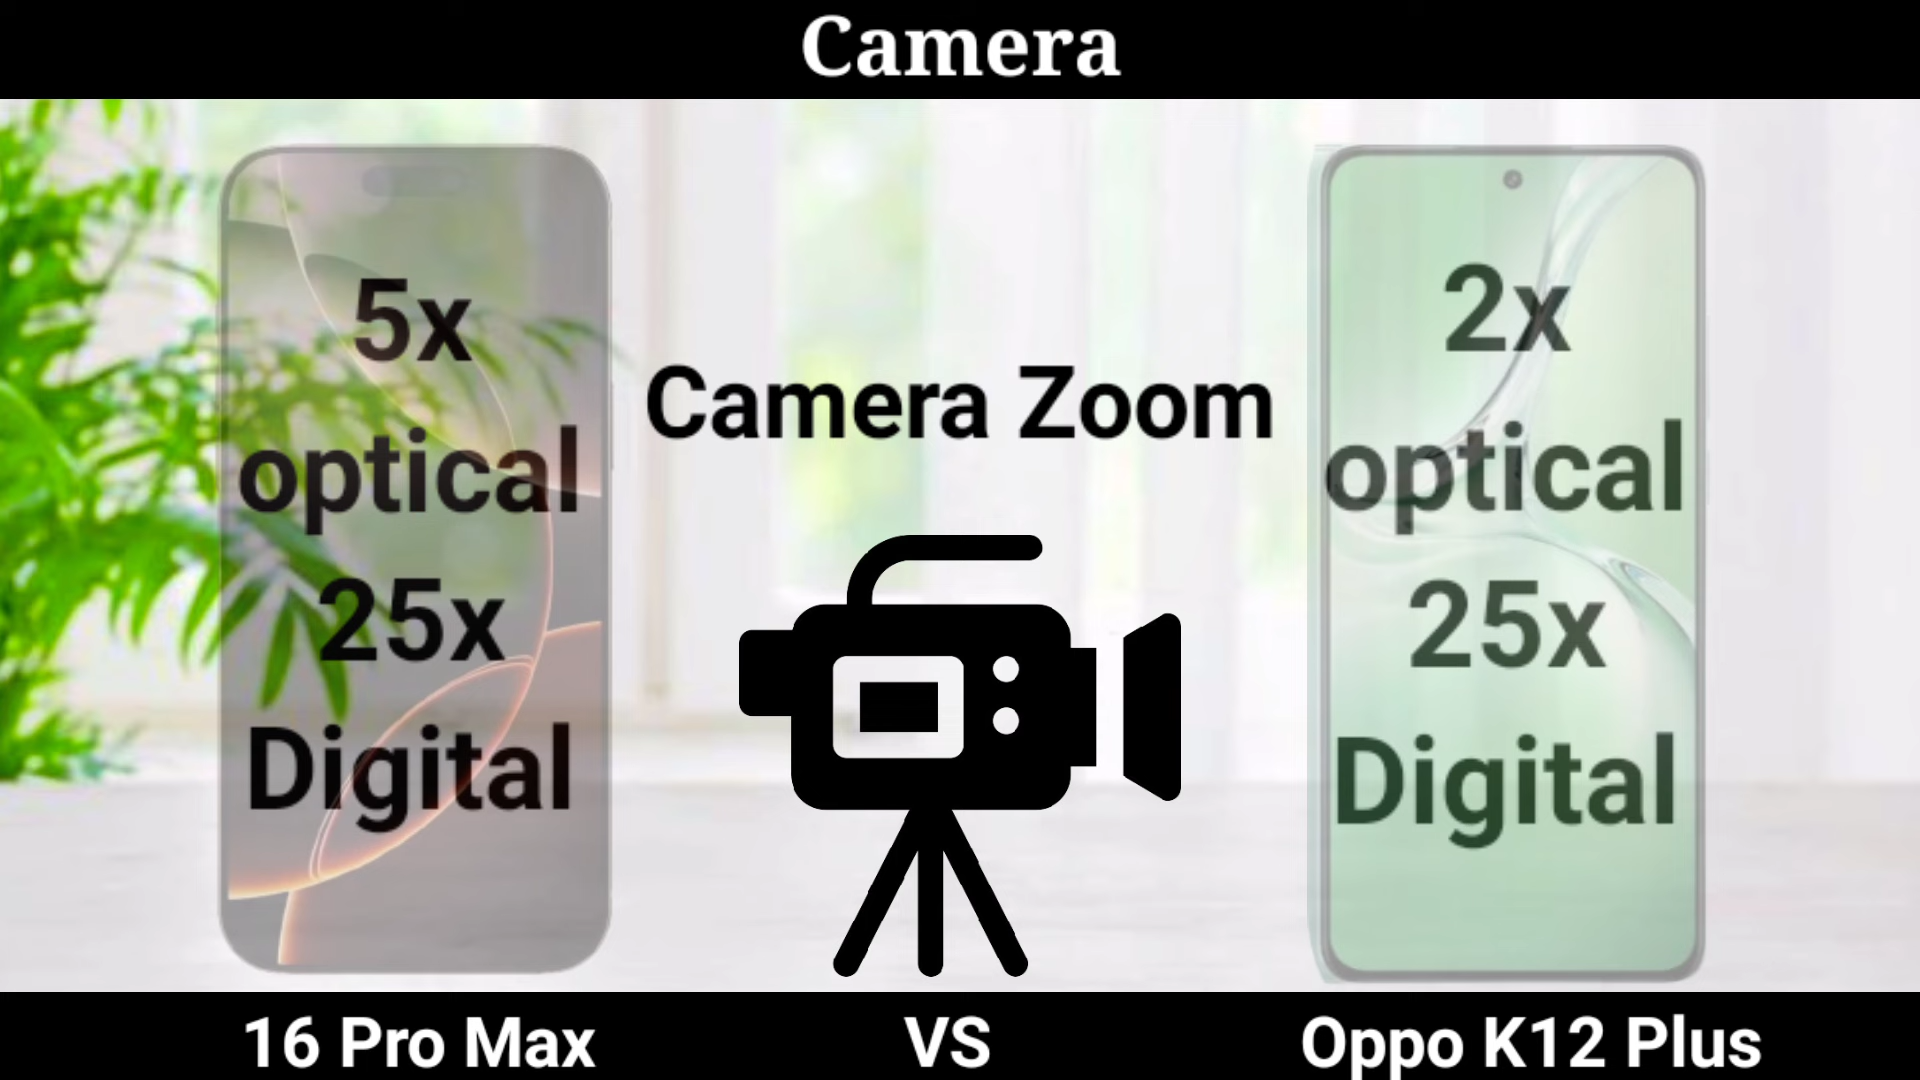 Camera
5x
optical
25x
Digital
Camera Zoom
2x
optical
25x
Digital
16 Pro Max
VS
Oppo K12 Plus